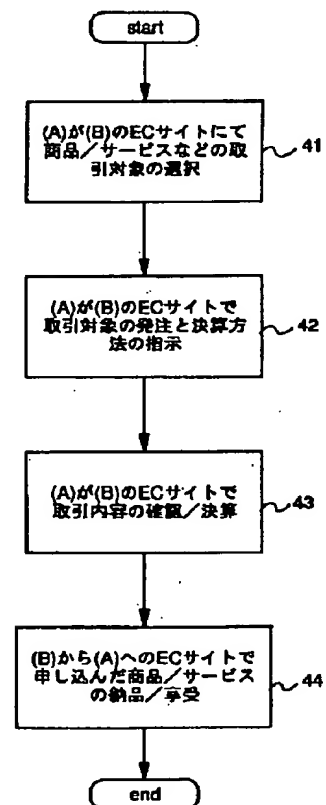 start
(A)が(B)のECサイトにて
商品／サービスなどの取
引対象の選択
41
(A)が(B)のECサイトで
取引対象の発注と決算方
法の指示
42
(A)が(B)のECサイトで
取引内容の確認／決算
43
(B)から(A)へのECサイトで
申し込んだ商品／サービス
の納品／享受
44
end